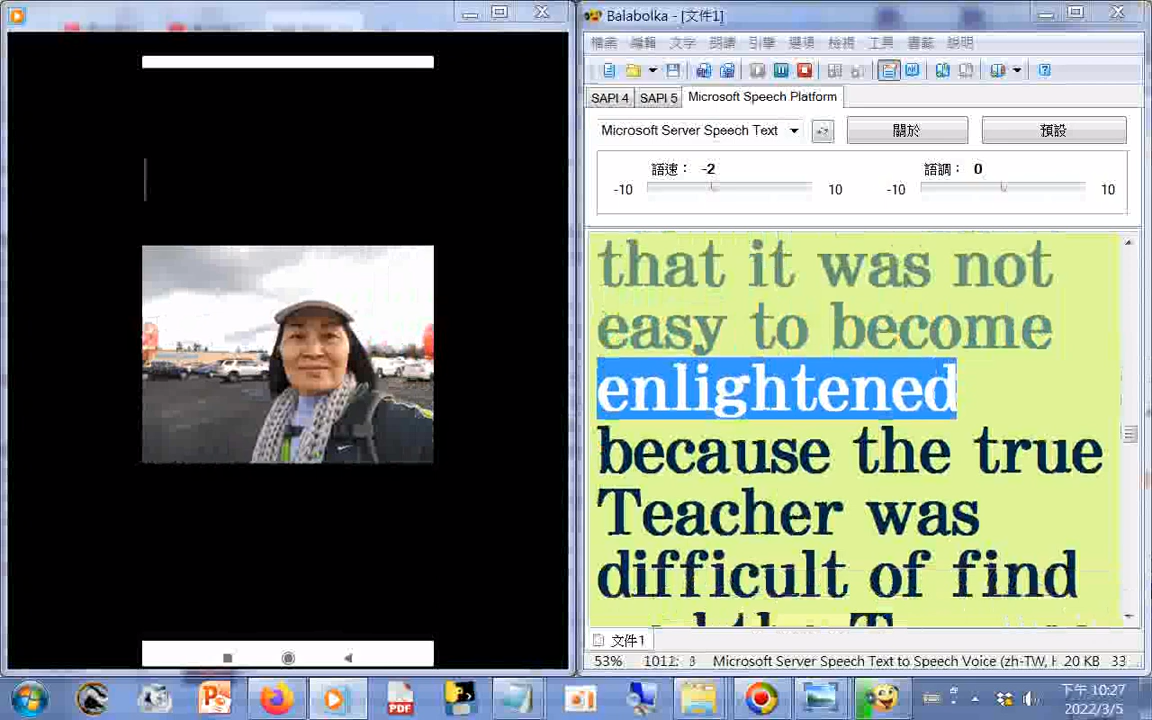 Balabolka - [文件1]
檔案 編輯 文字 朗讀 引擎 選項 檢視 工具 書籤 說明
SAPI 4 SAPI 5 Microsoft Speech Platform
Microsoft Server Speech Text 關於 預設
語速： -2 語調： 0
-10 10 -10 10
that it was not
easy to become
enlightened
because the true
Teacher was
difficult of find
文件1
53% 1012: Microsoft Server Speech Text to Speech Voice (zh-TW, H 20 KB 33
PDF
下午 10:27
2022/3/5